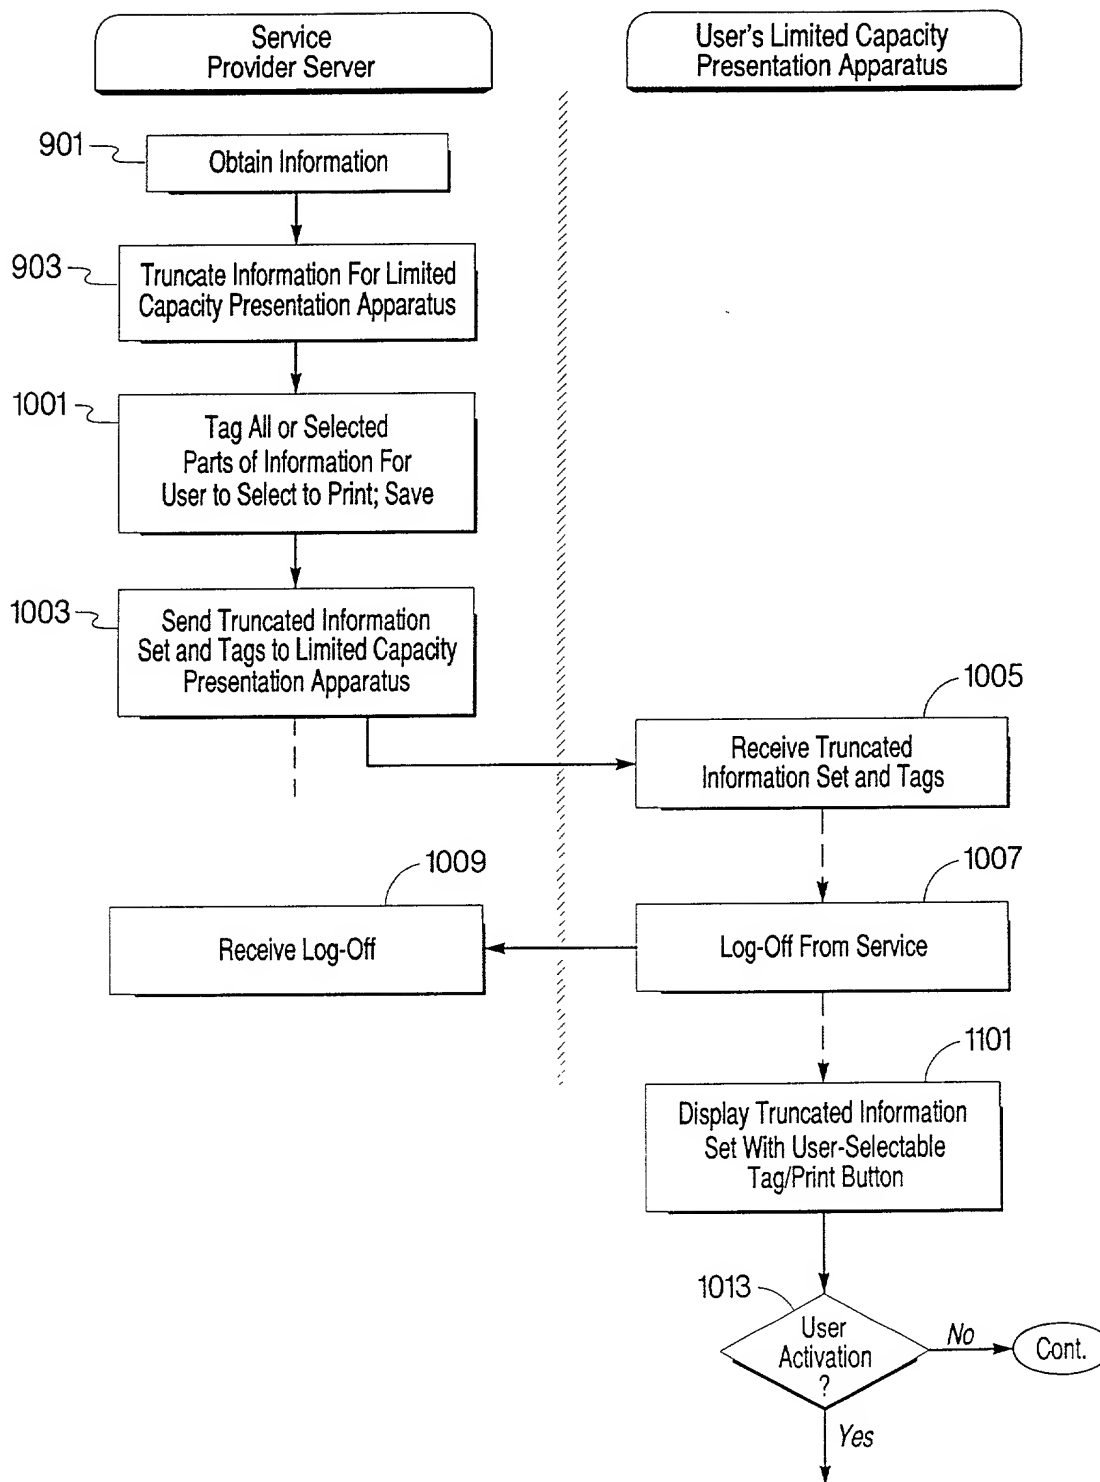 Service
Provider Server
User's Limited Capacity
Presentation Apparatus
901
Obtain Information
903
Truncate Information For Limited
Capacity Presentation Apparatus
1001
Tag All or Selected
Parts of Information For
User to Select to Print; Save
1003
Send Truncated Information
Set and Tags to Limited Capacity
Presentation Apparatus
1005
Receive Truncated
Information Set and Tags
1009
Receive Log-Off
1007
Log-Off From Service
1101
Display Truncated Information
Set With User-Selectable
Tag/Print Button
1013
User
Activation
?
No
Cont.
Yes